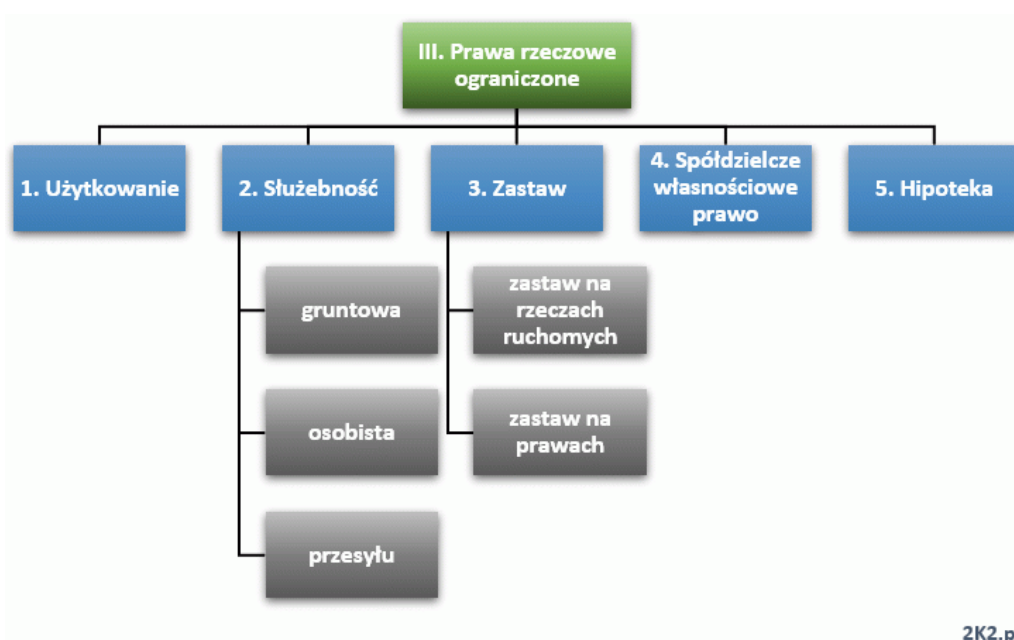 III. Prawa rzeczowe
ograniczone
1. Użytkowanie
2. Służebność
3. Zastaw
4. Spółdzielcze
własnościowe
prawo
5. Hipoteka
gruntowa
osobista
przesyłu
zastaw na
rzeczach
ruchomych
zastaw na
prawach
2K2.p